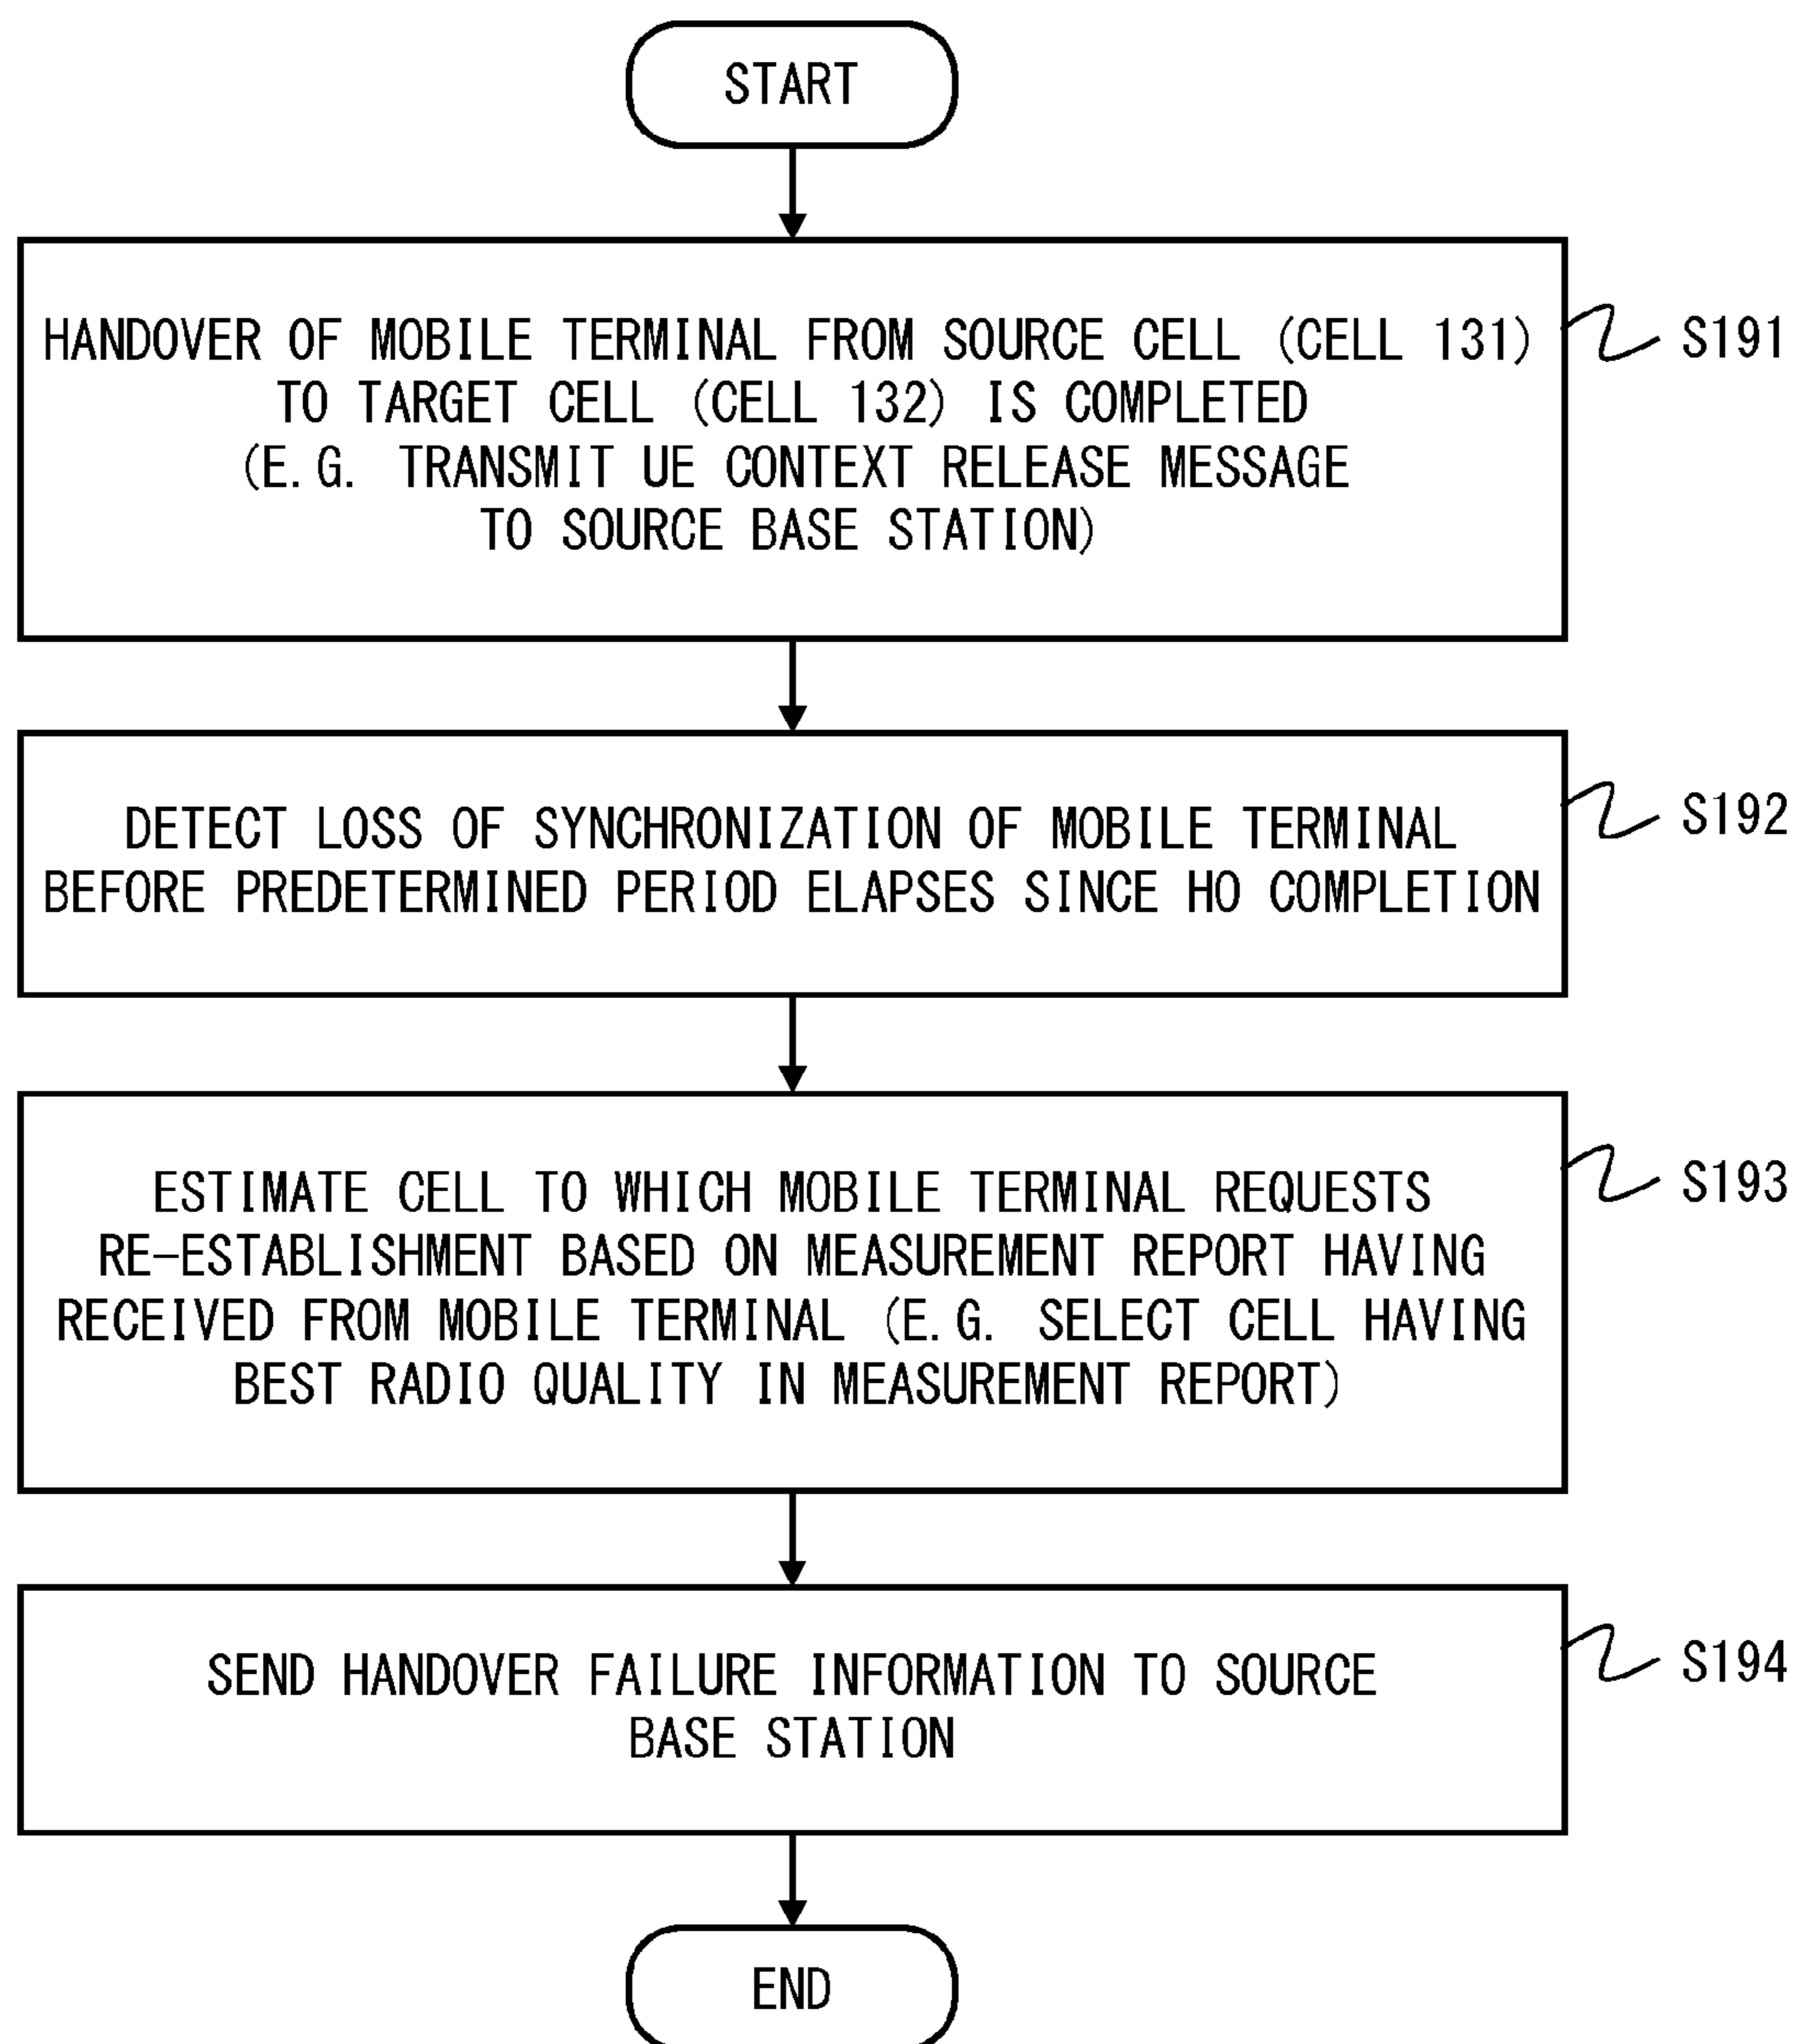 START
HANDOVER OF MOBILE TERMINAL FROM SOURCE CELL (CELL 131)
TO TARGET CELL (CELL 132) IS COMPLETED
(E.G. TRANSMIT UE CONTEXT RELEASE MESSAGE
TO SOURCE BASE STATION)
S191
DETECT LOSS OF SYNCHRONIZATION OF MOBILE TERMINAL
BEFORE PREDETERMINED PERIOD ELAPSES SINCE HO COMPLETION
S192
ESTIMATE CELL TO WHICH MOBILE TERMINAL REQUESTS
RE-ESTABLISHMENT BASED ON MEASUREMENT REPORT HAVING
RECEIVED FROM MOBILE TERMINAL (E.G. SELECT CELL HAVING
BEST RADIO QUALITY IN MEASUREMENT REPORT)
S193
SEND HANDOVER FAILURE INFORMATION TO SOURCE
BASE STATION
S194
END